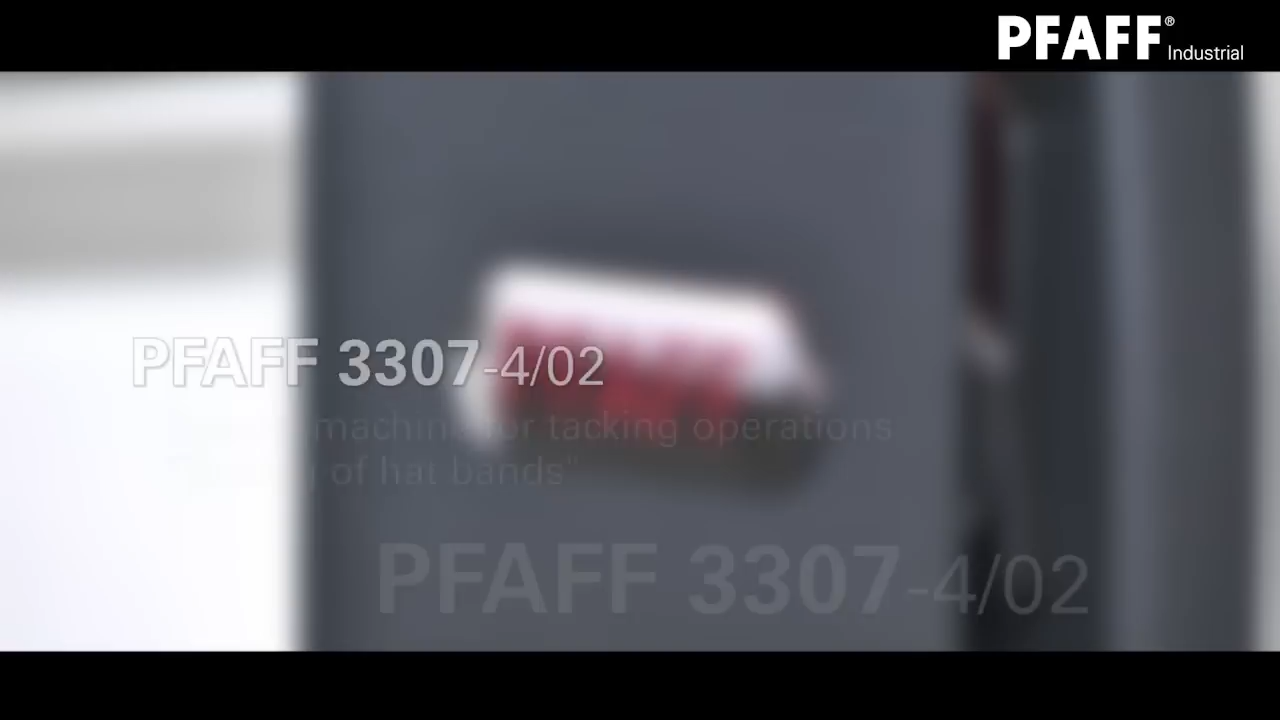 PFAFF®
Industrial
PFAFF 3307-4/02
machine for tacking operations
of hat bands"
PFAFF 3307-4/02